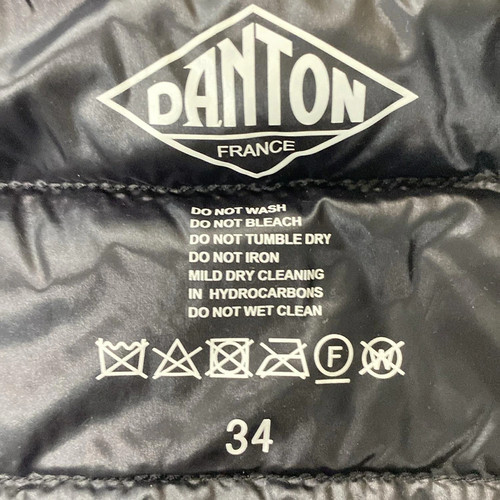 DANTON
FRANCE
DO NOT WASH
DO NOT BLEACH
DO NOT TUMBLE DRY
DO NOT IRON
MILD DRY CLEANING
IN HYDROCARBONS
DO NOT WET CLEAN
F W
34